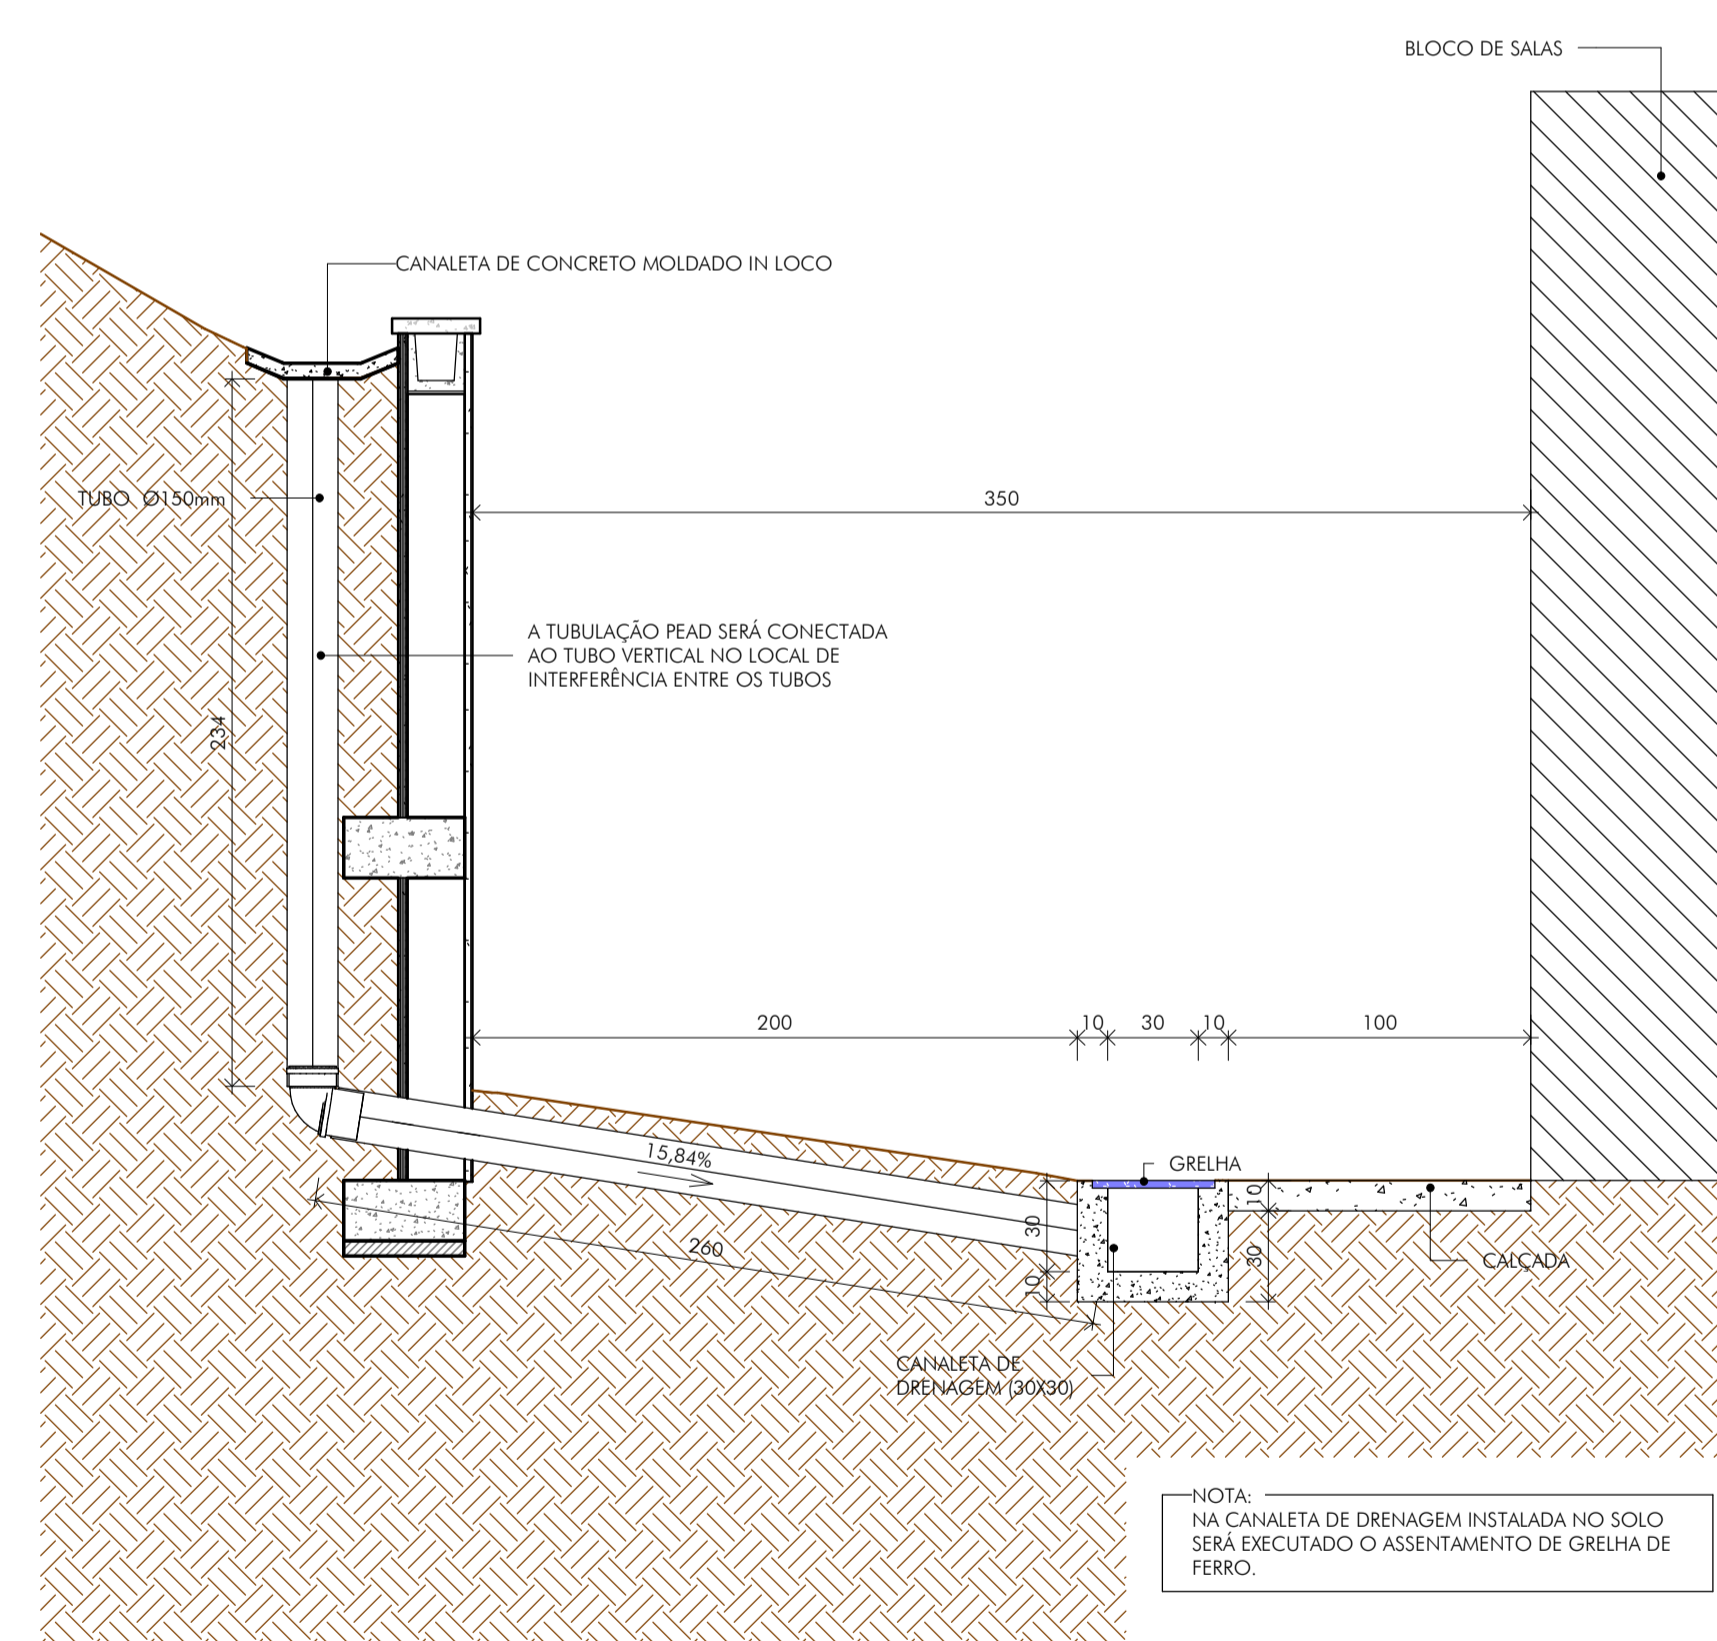 BLOCO DE SALAS
CANALETA DE CONCRETO MOLDADO IN LOCO
TUBO Ø150mm
350
A TUBULAÇÃO PEAD SERÁ CONECTADA
AO TUBO VERTICAL NO LOCAL DE
INTERFERÊNCIA ENTRE OS TUBOS
234
200
10
30
10
100
15,84%
GRELHA
10
30
30
10
260
CALÇADA
CANALETA DE
DRENAGEM (30X30)
NOTA:
NA CANALETA DE DRENAGEM INSTALADA NO SOLO
SERÁ EXECUTADO O ASSENTAMENTO DE GRELHA DE
FERRO.